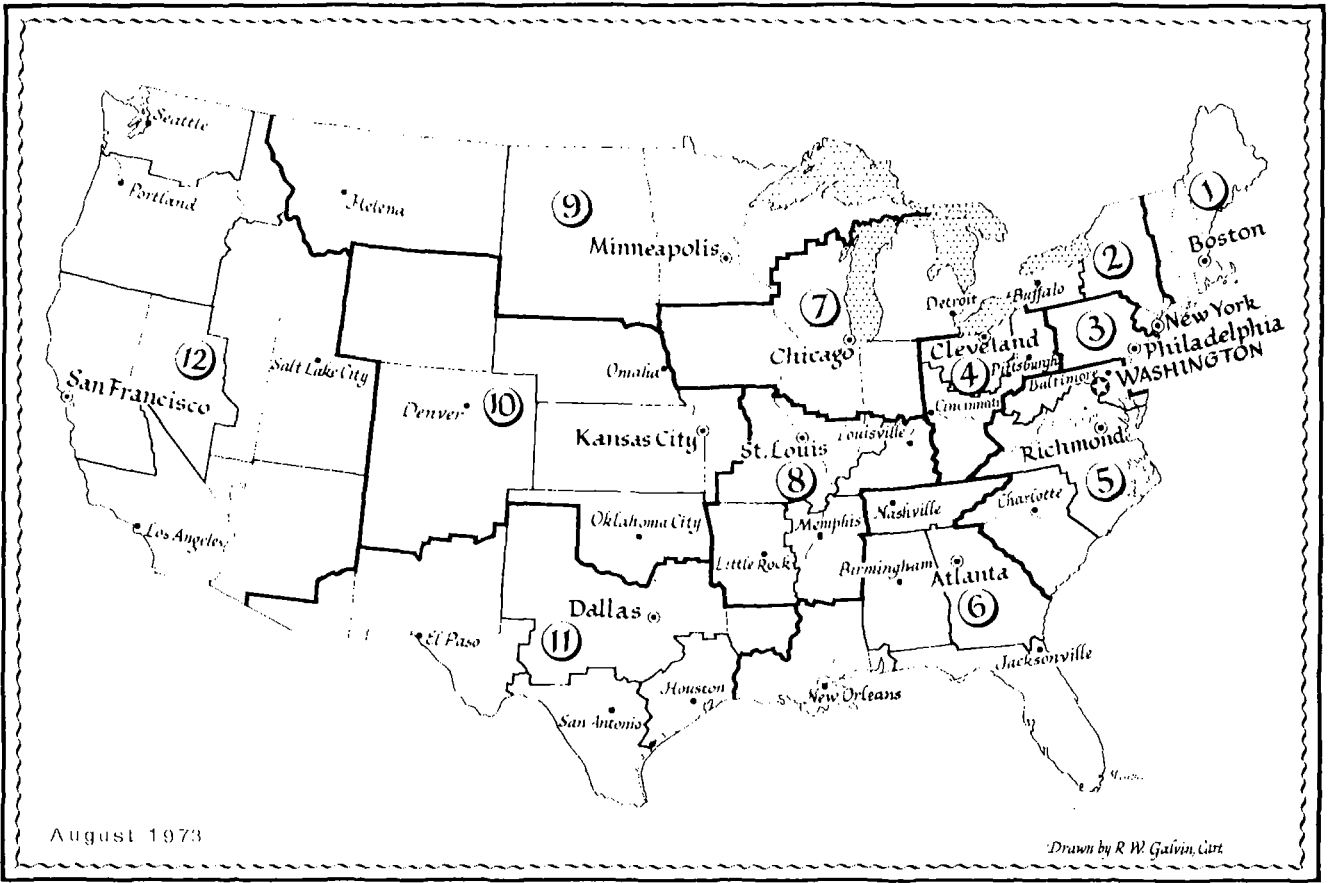 Seattle
Portland
Helena
9
Minneapolis
1
Boston
2
Detroit
Buffalo
7
Chicago
Cleveland
3
New York
Philadelphia
Pittsburgh
4
Baltimore
WASHINGTON
12
San Francisco
Salt Lake City
Omaha
Denver
10
Cincinnati
Kansas City
St. Louis
Louisville
Richmond
8
5
Los Angeles
Oklahoma City
Memphis
Nashville
Charlotte
Little Rock
Birmingham
Atlanta
6
Dallas
11
El Paso
Houston
San Antonio
New Orleans
Jacksonville
August 1973
Drawn by R. W. Galvin, Cart.